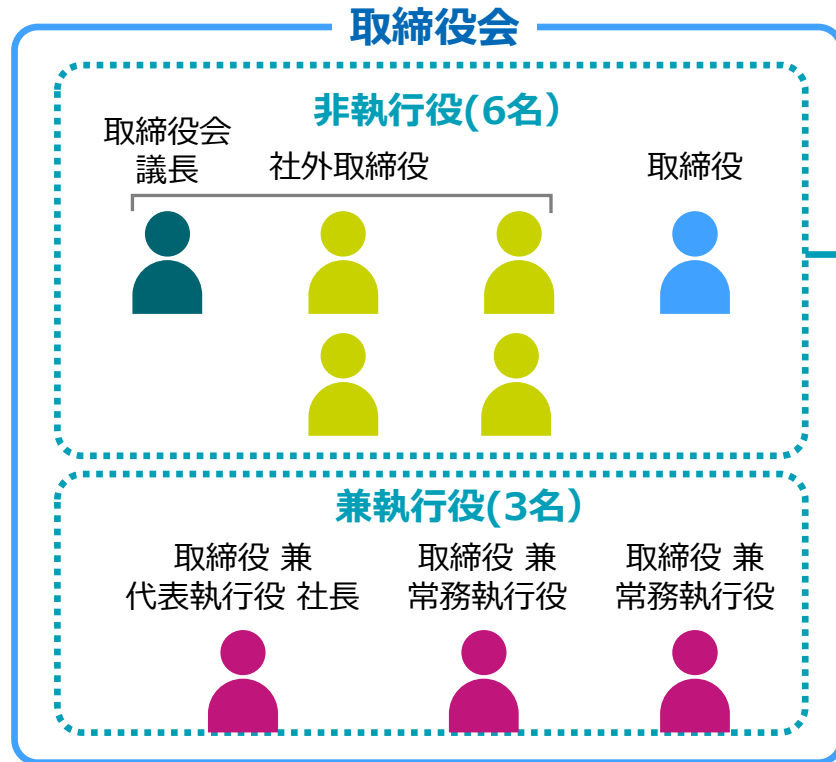 取締役会
非執行役(6名）
取締役会
議長
社外取締役
取締役
兼執行役(3名）
取締役 兼
代表執行役 社長
取締役 兼
常務執行役
取締役 兼
常務執行役